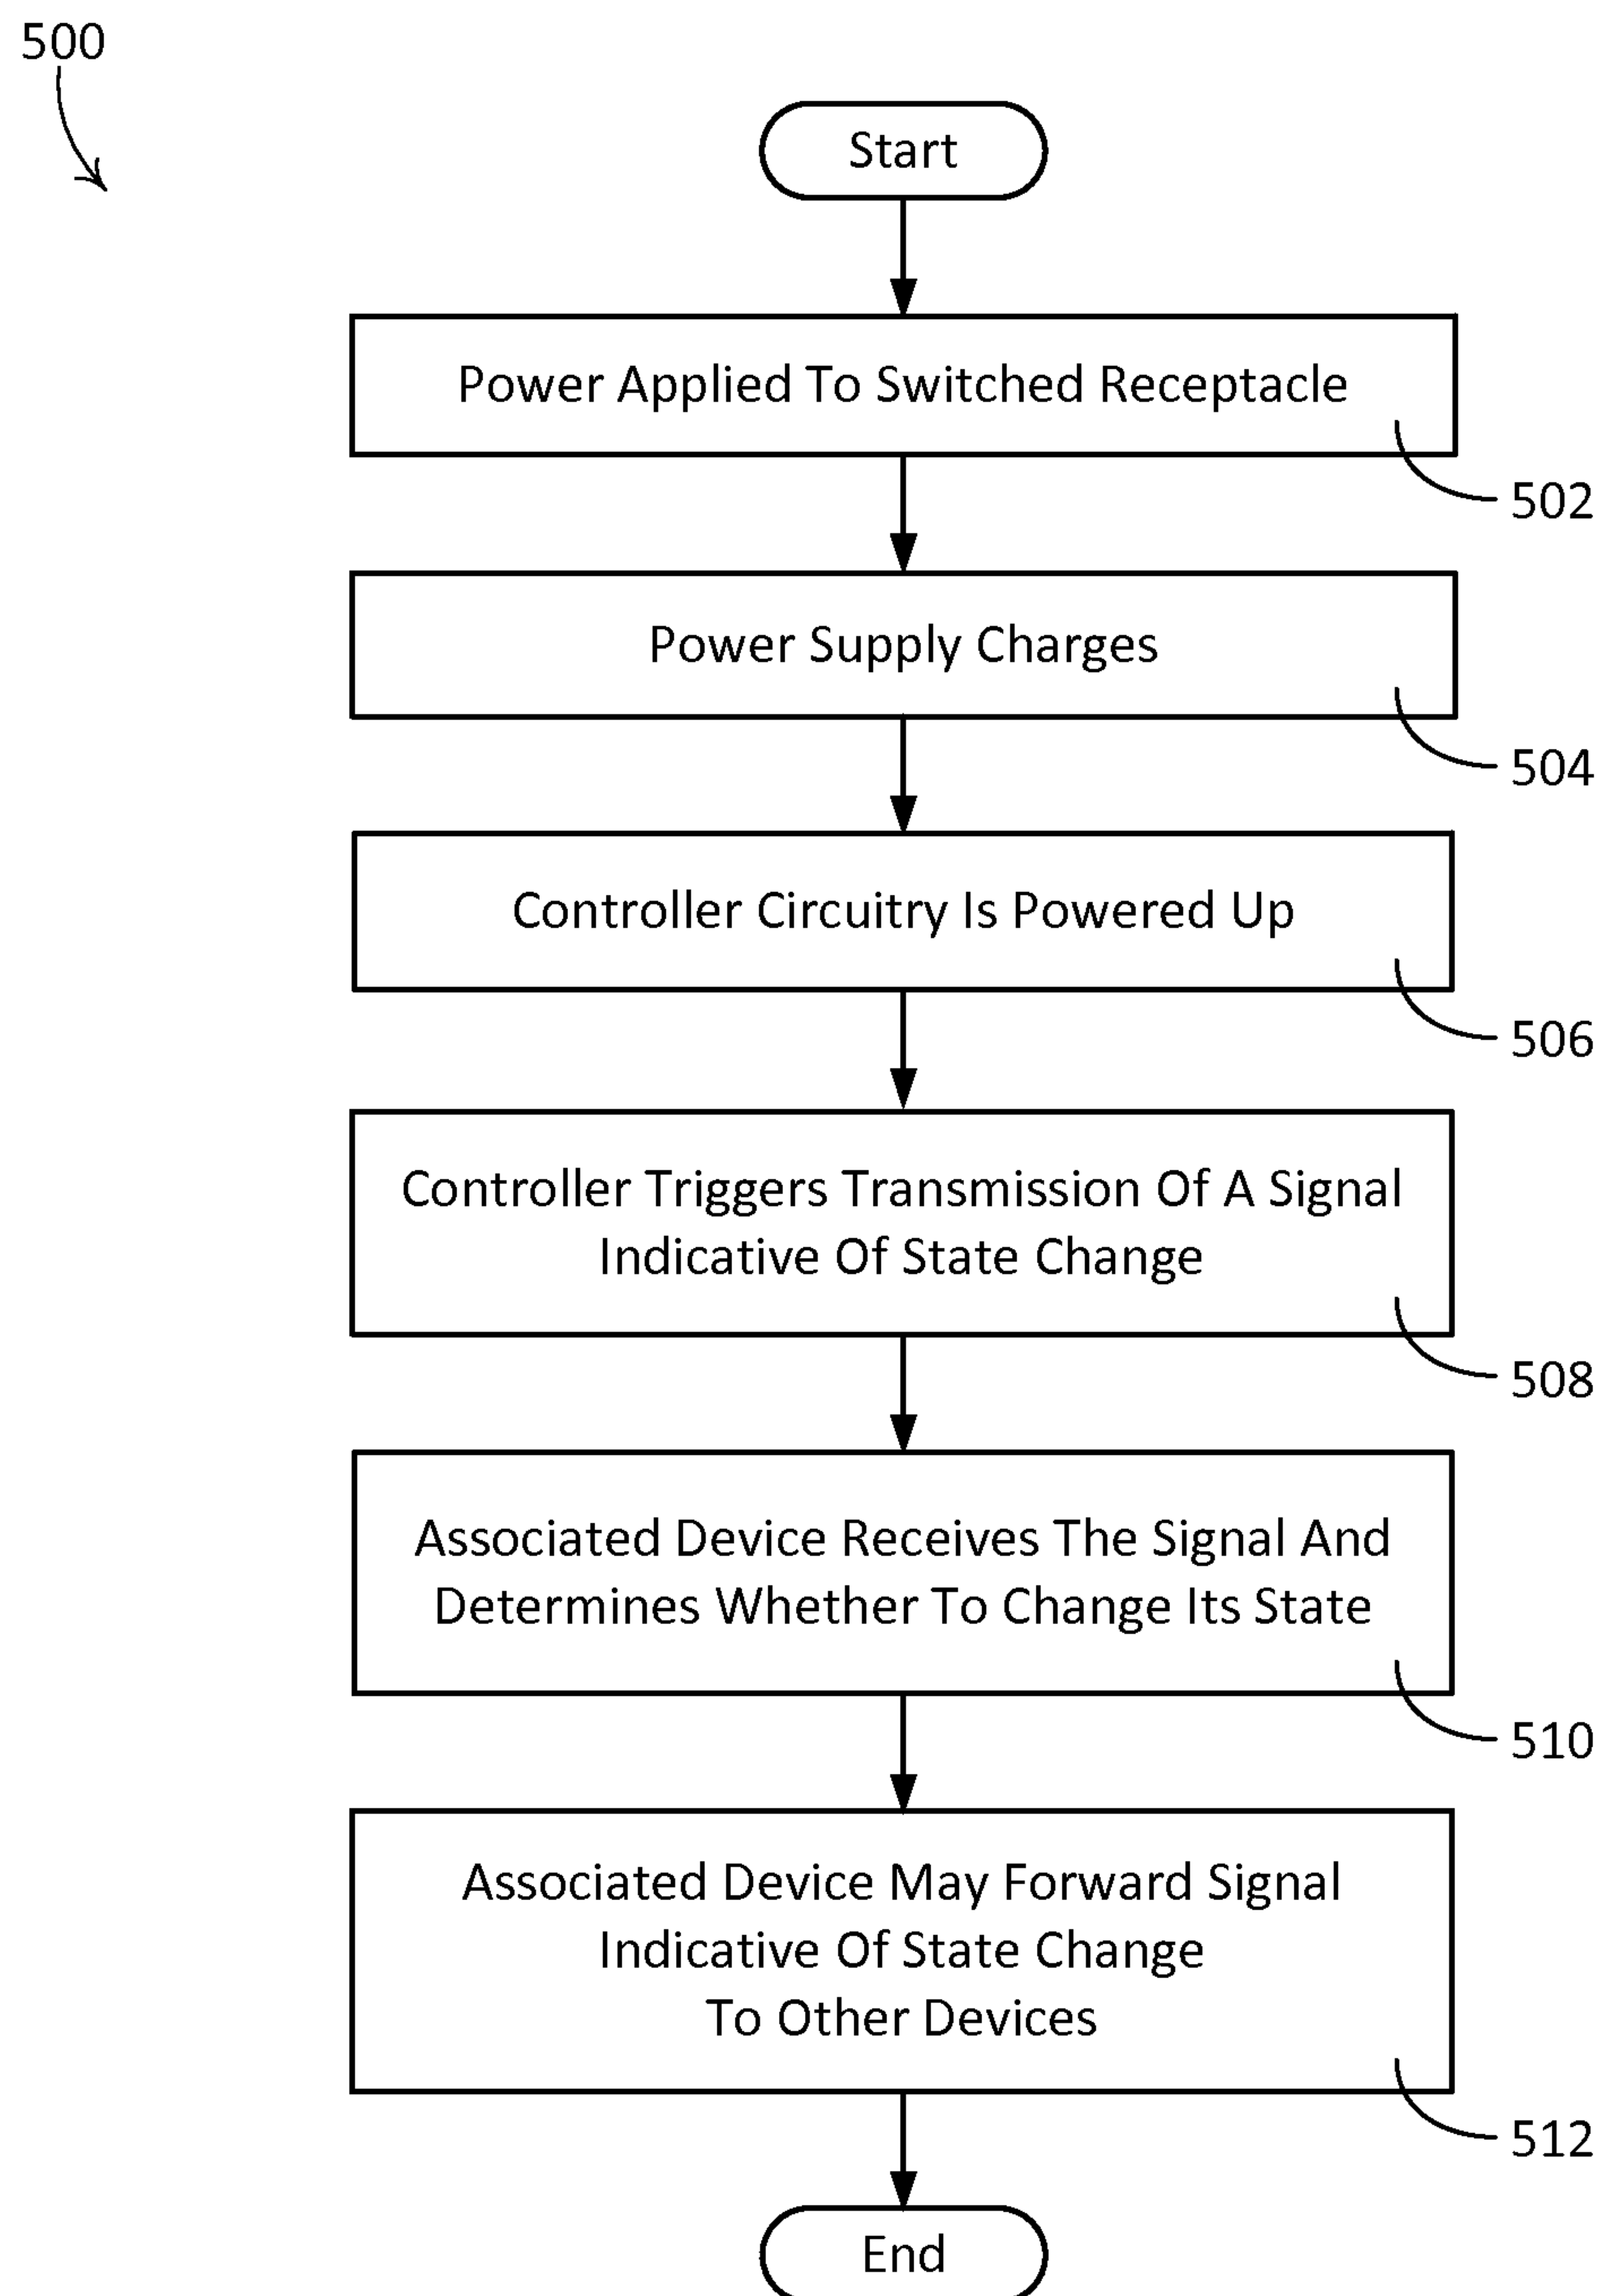 500
Start
Power Applied To Switched Receptacle
502
Power Supply Charges
504
Controller Circuitry Is Powered Up
506
Controller Triggers Transmission Of A Signal
Indicative Of State Change
508
Associated Device Receives The Signal And
Determines Whether To Change Its State
510
Associated Device May Forward Signal
Indicative Of State Change
To Other Devices
512
End